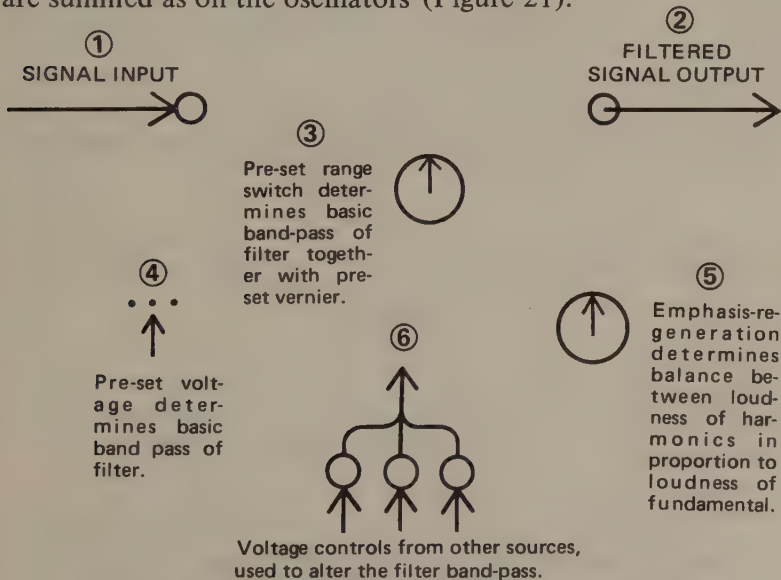 are summed as on the oscillators (Figure 21).
①
SIGNAL INPUT
②
FILTERED
SIGNAL OUTPUT
③
Pre-set range
switch deter-
mines basic
band-pass of
filter togeth-
er with pre-
set vernier.
④
Pre-set volt-
age deter-
mines basic
band pass of
filter.
⑤
Emphasis-re-
generation
determines
balance be-
tween loud-
ness of har-
monics in
proportion to
loudness of
fundamental.
⑥
Voltage controls from other sources,
used to alter the filter band-pass.